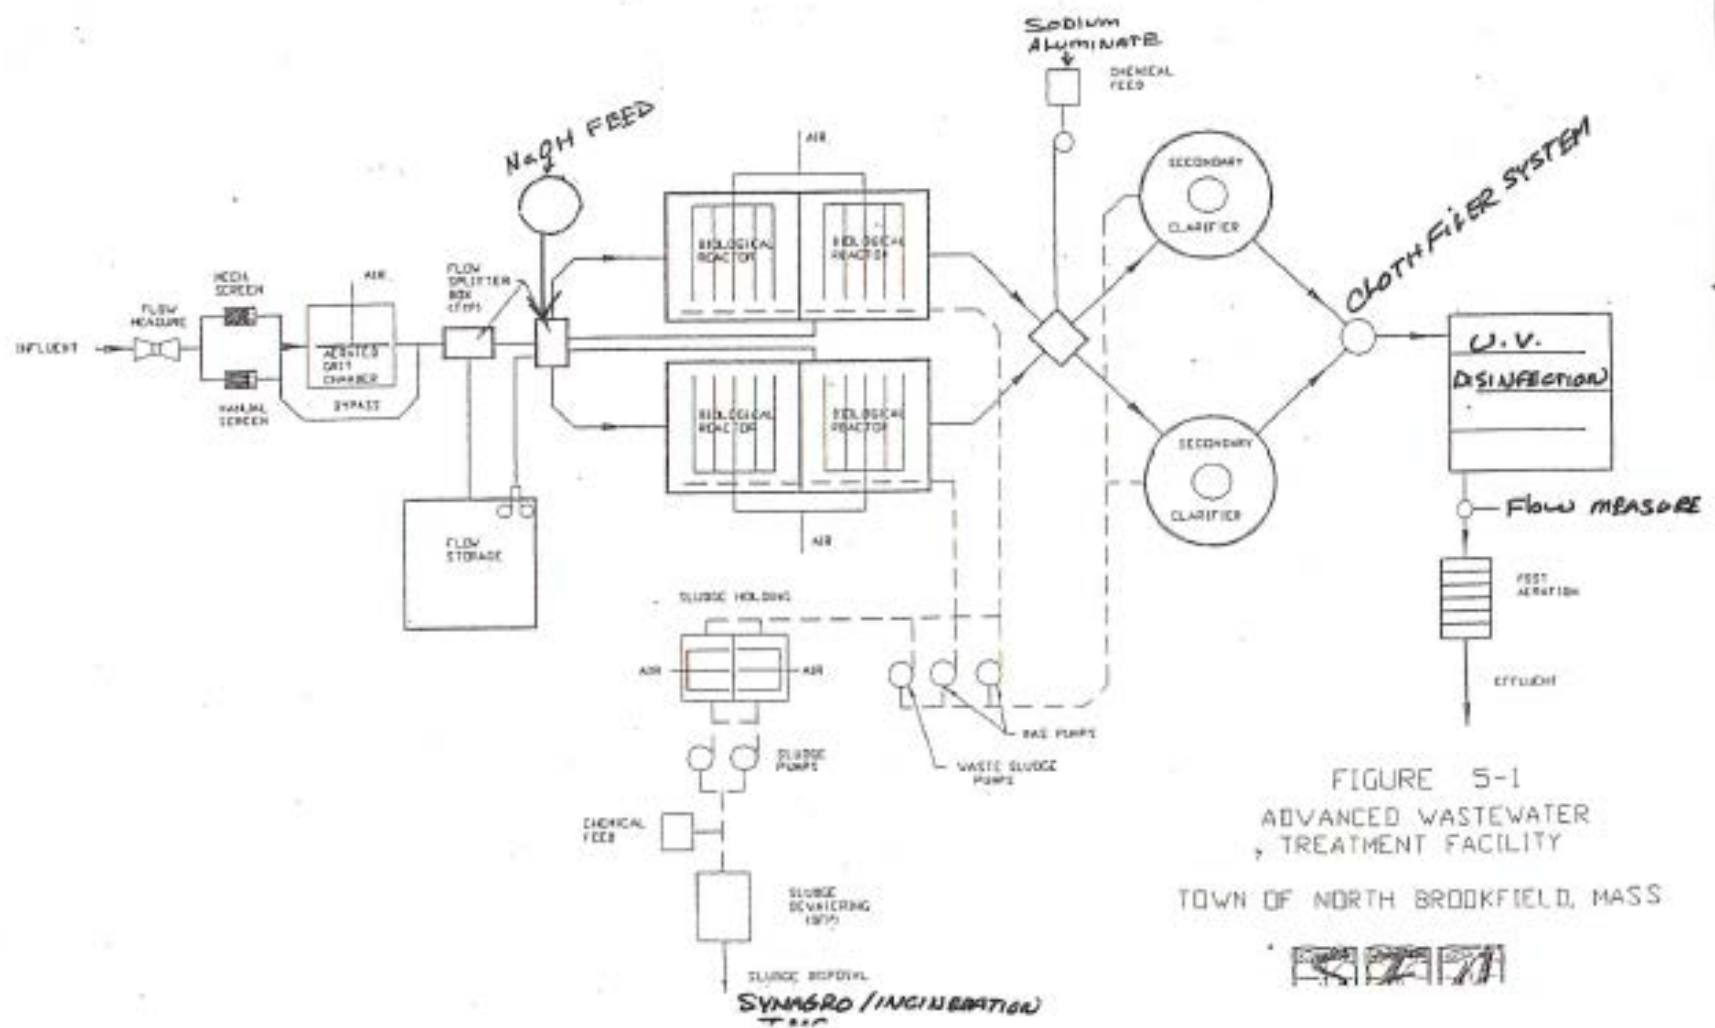 SODIUM
ALUMINATE
CHEMICAL
FEED
NaOH FEED
AIR
SECONDARY
CLARIFIER
CLOTH FilER SYSTEM
BIOLOGICAL
REACTOR
BIOLOGICAL
REACTOR
MECH.
SCREEN
AIR
FLOW
SPLITTER
BOX
FLOW
MEASURE
INFLUENT
AERATED
GRIT
CHAMBER
BYPASS
MANUAL
SCREEN
U.V.
DISINFECTION
BIOLOGICAL
REACTOR
BIOLOGICAL
REACTOR
SECONDARY
CLARIFIER
FLOW MEASURE
FLOW
STORAGE
AIR
POST
AERATION
SLUDGE HOLDING
AIR
AIR
EFFLUENT
RAS PUMPS
SLUDGE
PUMPS
WASTE SLUDGE
PUMPS
CHEMICAL
FEED
SLUDGE
DEWATERING
SLUDGE DISPOSAL
SYNAGRO / INCINERATION
FIGURE 5-1
ADVANCED WASTEWATER
TREATMENT FACILITY
TOWN OF NORTH BROOKFIELD, MASS